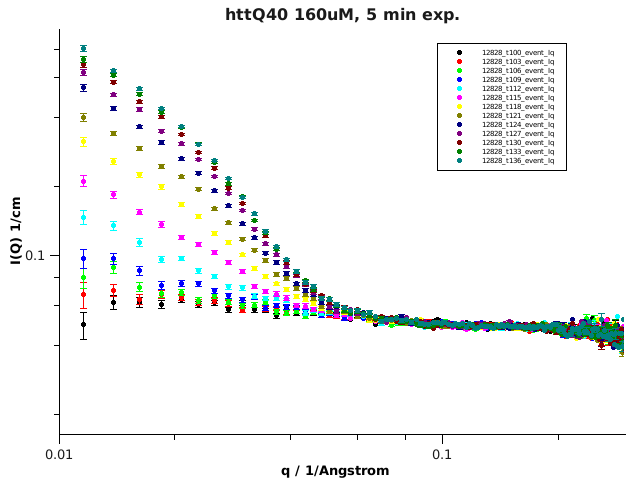 httQ40 160uM, 5 min exp.
12828_t100_event_Iq
12828_t103_event_Iq
12828_t106_event_Iq
12828_t109_event_Iq
12828_t112_event_Iq
12828_t115_event_Iq
12828_t118_event_Iq
12828_t121_event_Iq
12828_t124_event_Iq
12828_t127_event_Iq
12828_t130_event_Iq
12828_t133_event_Iq
12828_t136_event_Iq
I(Q) 1/cm
0.1
0.01
0.1
q / 1/Angstrom